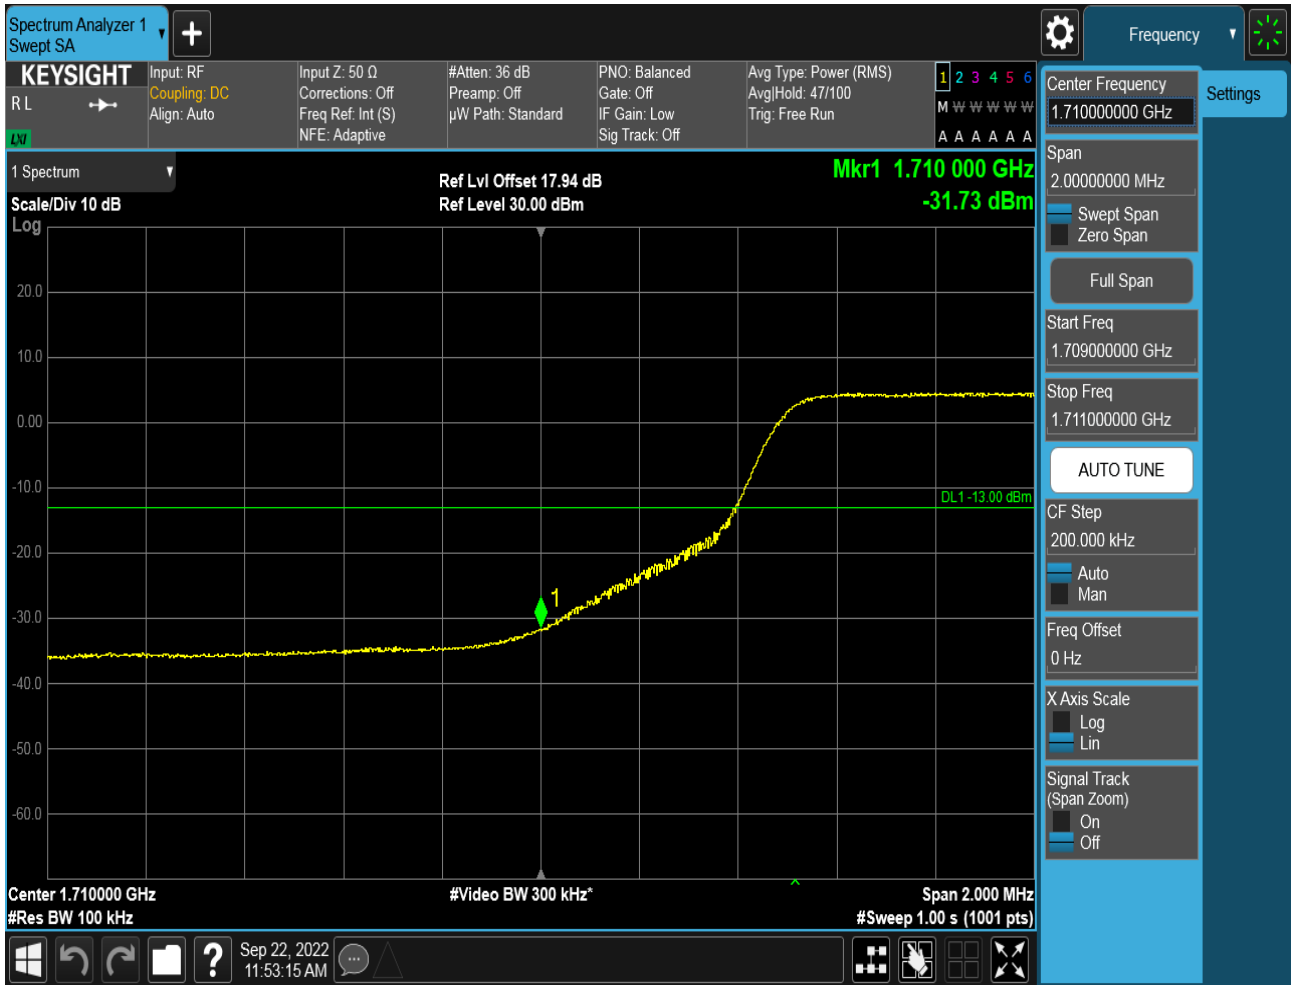 Spectrum Analyzer 1
Swept SA
Frequency
KEYSIGHT
R L
LXI
Input: RF
Coupling: DC
Align: Auto
Input Z: 50 Ω
Corrections: Off
Freq Ref: Int (S)
NFE: Adaptive
#Atten: 36 dB
Preamp: Off
µW Path: Standard
PNO: Balanced
Gate: Off
IF Gain: Low
Sig Track: Off
Avg Type: Power (RMS)
Avg|Hold: 47/100
Trig: Free Run
1 2 3 4 5 6
M W W W W W
A A A A A A
1 Spectrum
Scale/Div 10 dB
Log
Ref Lvl Offset 17.94 dB
Ref Level 30.00 dBm
Mkr1 1.710 000 GHz
-31.73 dBm
20.0
10.0
0.00
-10.0
DL1 -13.00 dBm
-20.0
1
-30.0
-40.0
-50.0
-60.0
Center 1.710000 GHz
#Res BW 100 kHz
#Video BW 300 kHz*
Span 2.000 MHz
#Sweep 1.00 s (1001 pts)
Sep 22, 2022
11:53:15 AM
Center Frequency
1.710000000 GHz
Settings
Span
2.00000000 MHz
Swept Span
Zero Span
Full Span
Start Freq
1.709000000 GHz
Stop Freq
1.711000000 GHz
AUTO TUNE
CF Step
200.000 kHz
Auto
Man
Freq Offset
0 Hz
X Axis Scale
Log
Lin
Signal Track
(Span Zoom)
On
Off